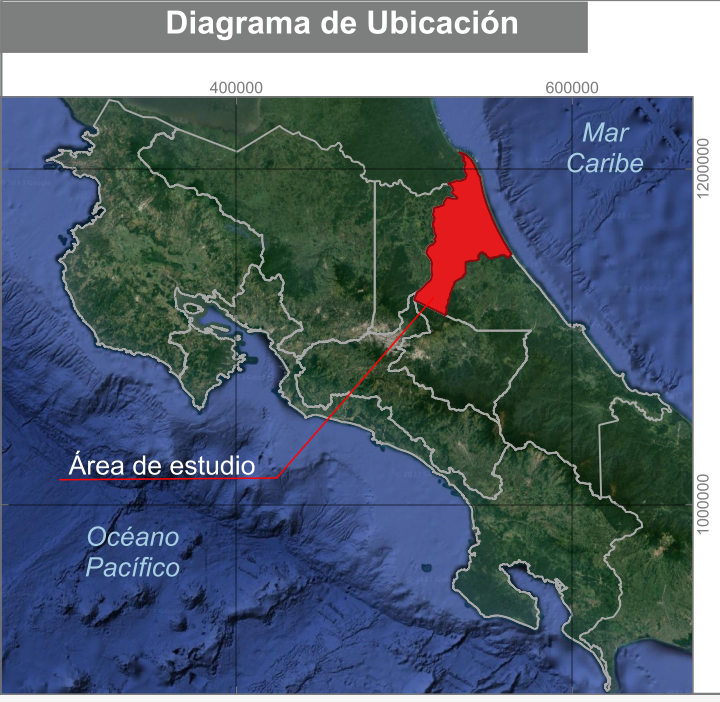 Diagrama de Ubicación
400000
600000
Mar
Caribe
1200000
Área de estudio
1000000
Océano
Pacífico